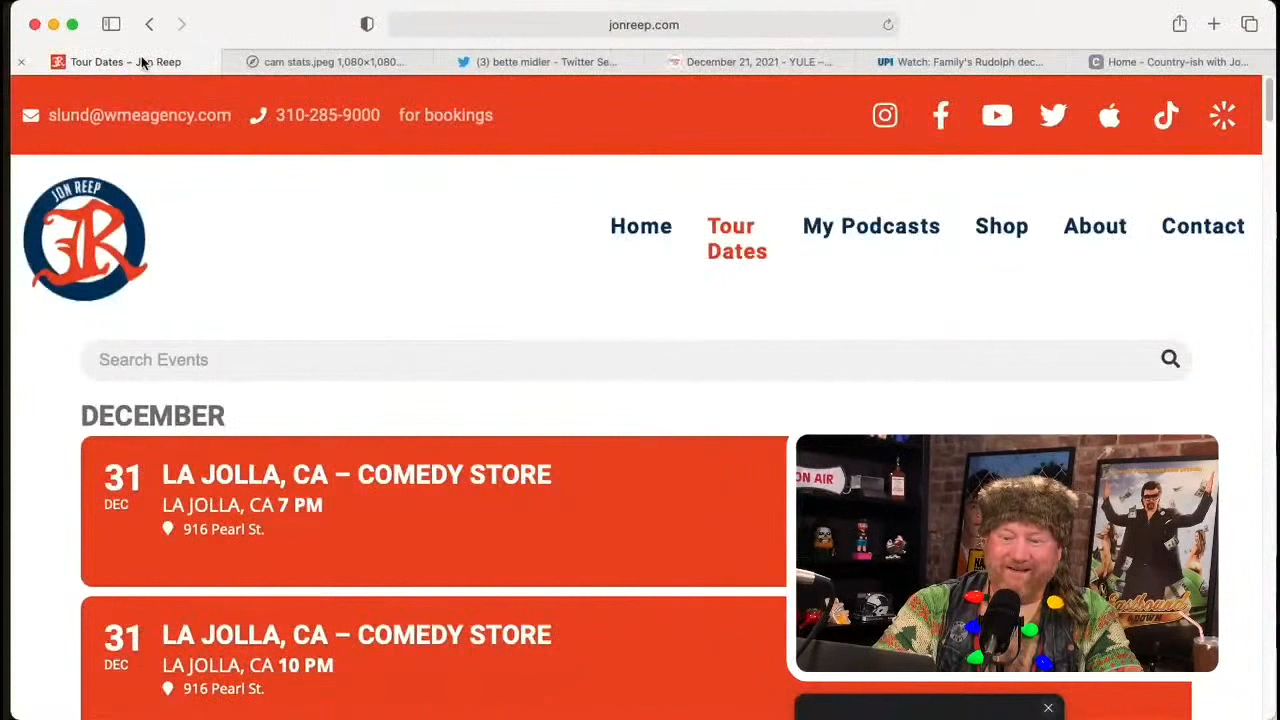 jonreep.com
Tour Dates – Jon Reep
cam stats.jpeg 1,080×1,080...
(3) bette midler - Twitter Se...
December 21, 2021 - YULE –...
UPI Watch: Family's Rudolph dec...
C Home - Country-ish with Jo...
slund@wmeagency.com 310-285-9000 for bookings
JON REEP
JR
Home
Tour
Dates
My Podcasts
Shop
About
Contact
Search Events
DECEMBER
31
DEC
LA JOLLA, CA – COMEDY STORE
LA JOLLA, CA 7 PM
916 Pearl St.
31
DEC
LA JOLLA, CA – COMEDY STORE
LA JOLLA, CA 10 PM
916 Pearl St.
ON AIR
Eastbound
& DOWN